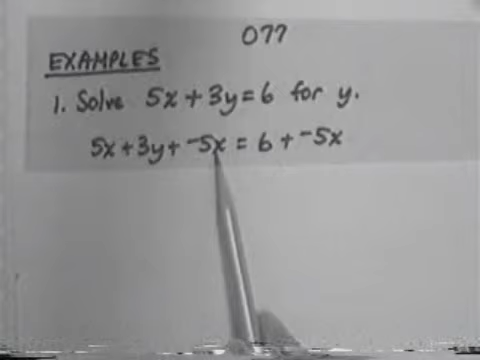 077
EXAMPLES
1. Solve 5x + 3y = 6 for y.
5x + 3y + ⁻5x = 6 + ⁻5x